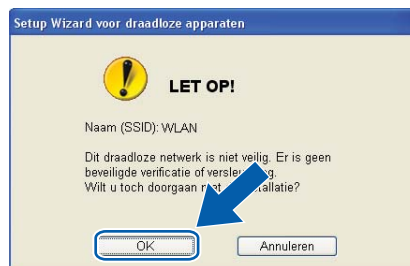 Setup Wizard voor draadloze apparaten
LET OP!
Naam (SSID): WLAN
Dit draadloze netwerk is niet veilig. Er is geen
beveiligde verificatie of
Wilt u toch doorgaan
OK
Annuleren